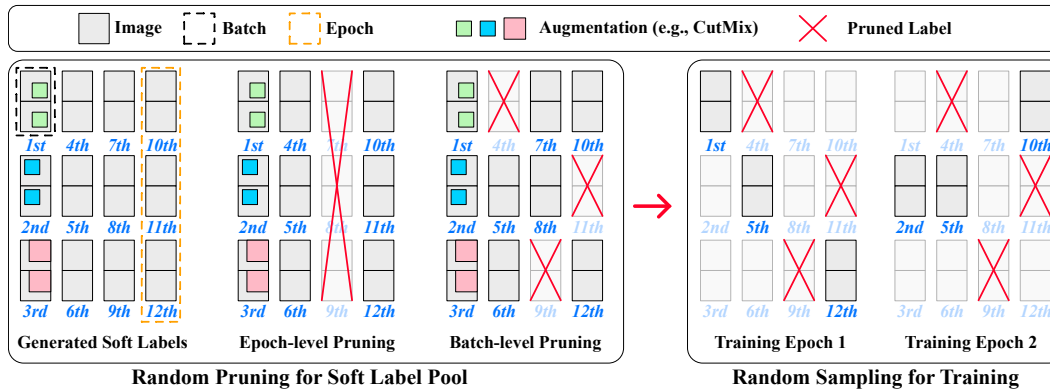 Image Batch Epoch Augmentation (e.g., CutMix) Pruned Label
1st 4th 7th 10th 1st 4th 10th 1st 4th 7th 10th 1st 4th 7th 10th 1st 4th 7th 10th
2nd 5th 8th 11th 2nd 5th 8th 11th 2nd 5th 8th 11th 2nd 5th 8th 11th 2nd 5th 8th 11th
3rd 6th 9th 12th 3rd 6th 9th 12th 3rd 6th 9th 12th 3rd 6th 9th 12th 3rd 6th 9th 12th
Generated Soft Labels Epoch-level Pruning Batch-level Pruning Training Epoch 1 Training Epoch 2
Random Pruning for Soft Label Pool Random Sampling for Training